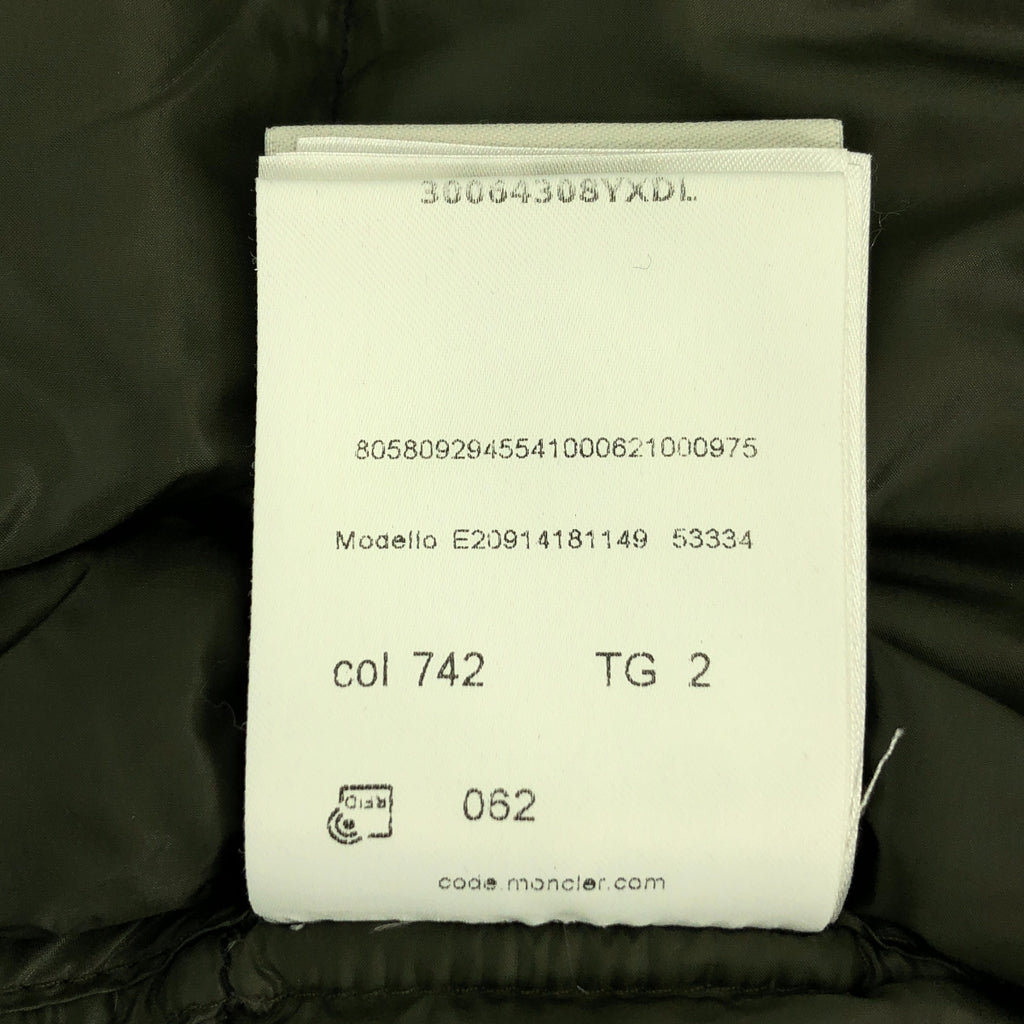 30064308YXDL
8058092945541000621000975
Modello E20914181149 53334
col 742 TG 2
RFID 062
code.moncler.com